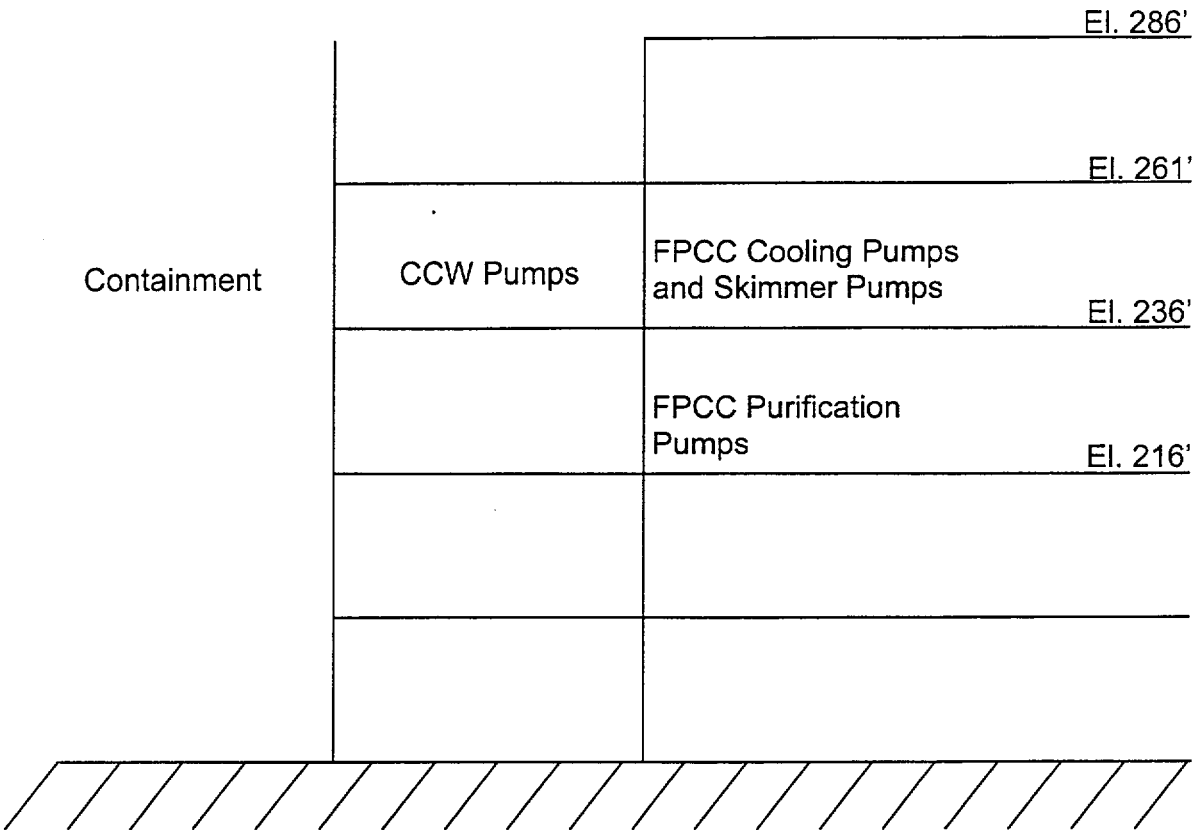 El. 286'
El. 261'
Containment
CCW Pumps
FPCC Cooling Pumps
and Skimmer Pumps
El. 236'
FPCC Purification
Pumps
El. 216'